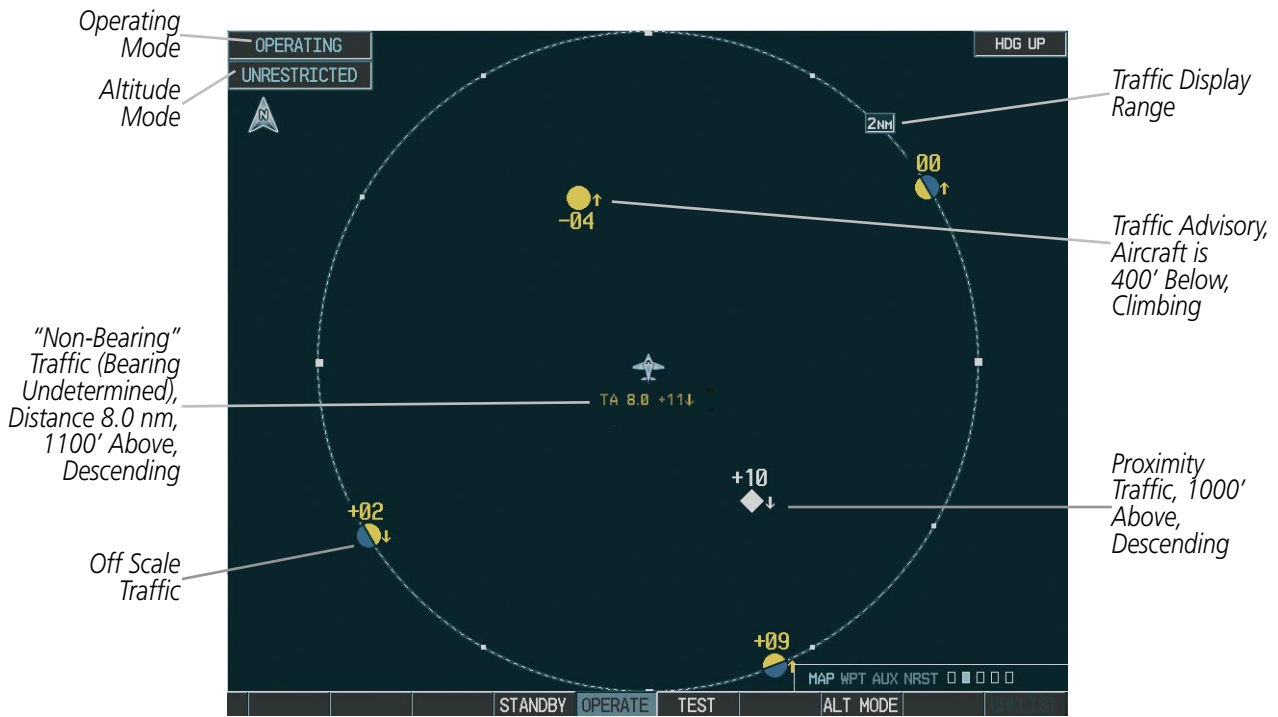 Operating
Mode
Altitude
Mode
"Non-Bearing"
Traffic (Bearing
Undetermined),
Distance 8.0 nm,
1100' Above,
Descending
Off Scale
Traffic
OPERATING
UNRESTRICTED
N
HDG UP
2NM
00
-04
TA 8.0 +11↓
+10
+02
+09
MAP WPT AUX NRST
STANDBY OPERATE TEST ALT MODE CHKLIST
Traffic Display
Range
Traffic Advisory,
Aircraft is
400' Below,
Climbing
Proximity
Traffic, 1000'
Above,
Descending